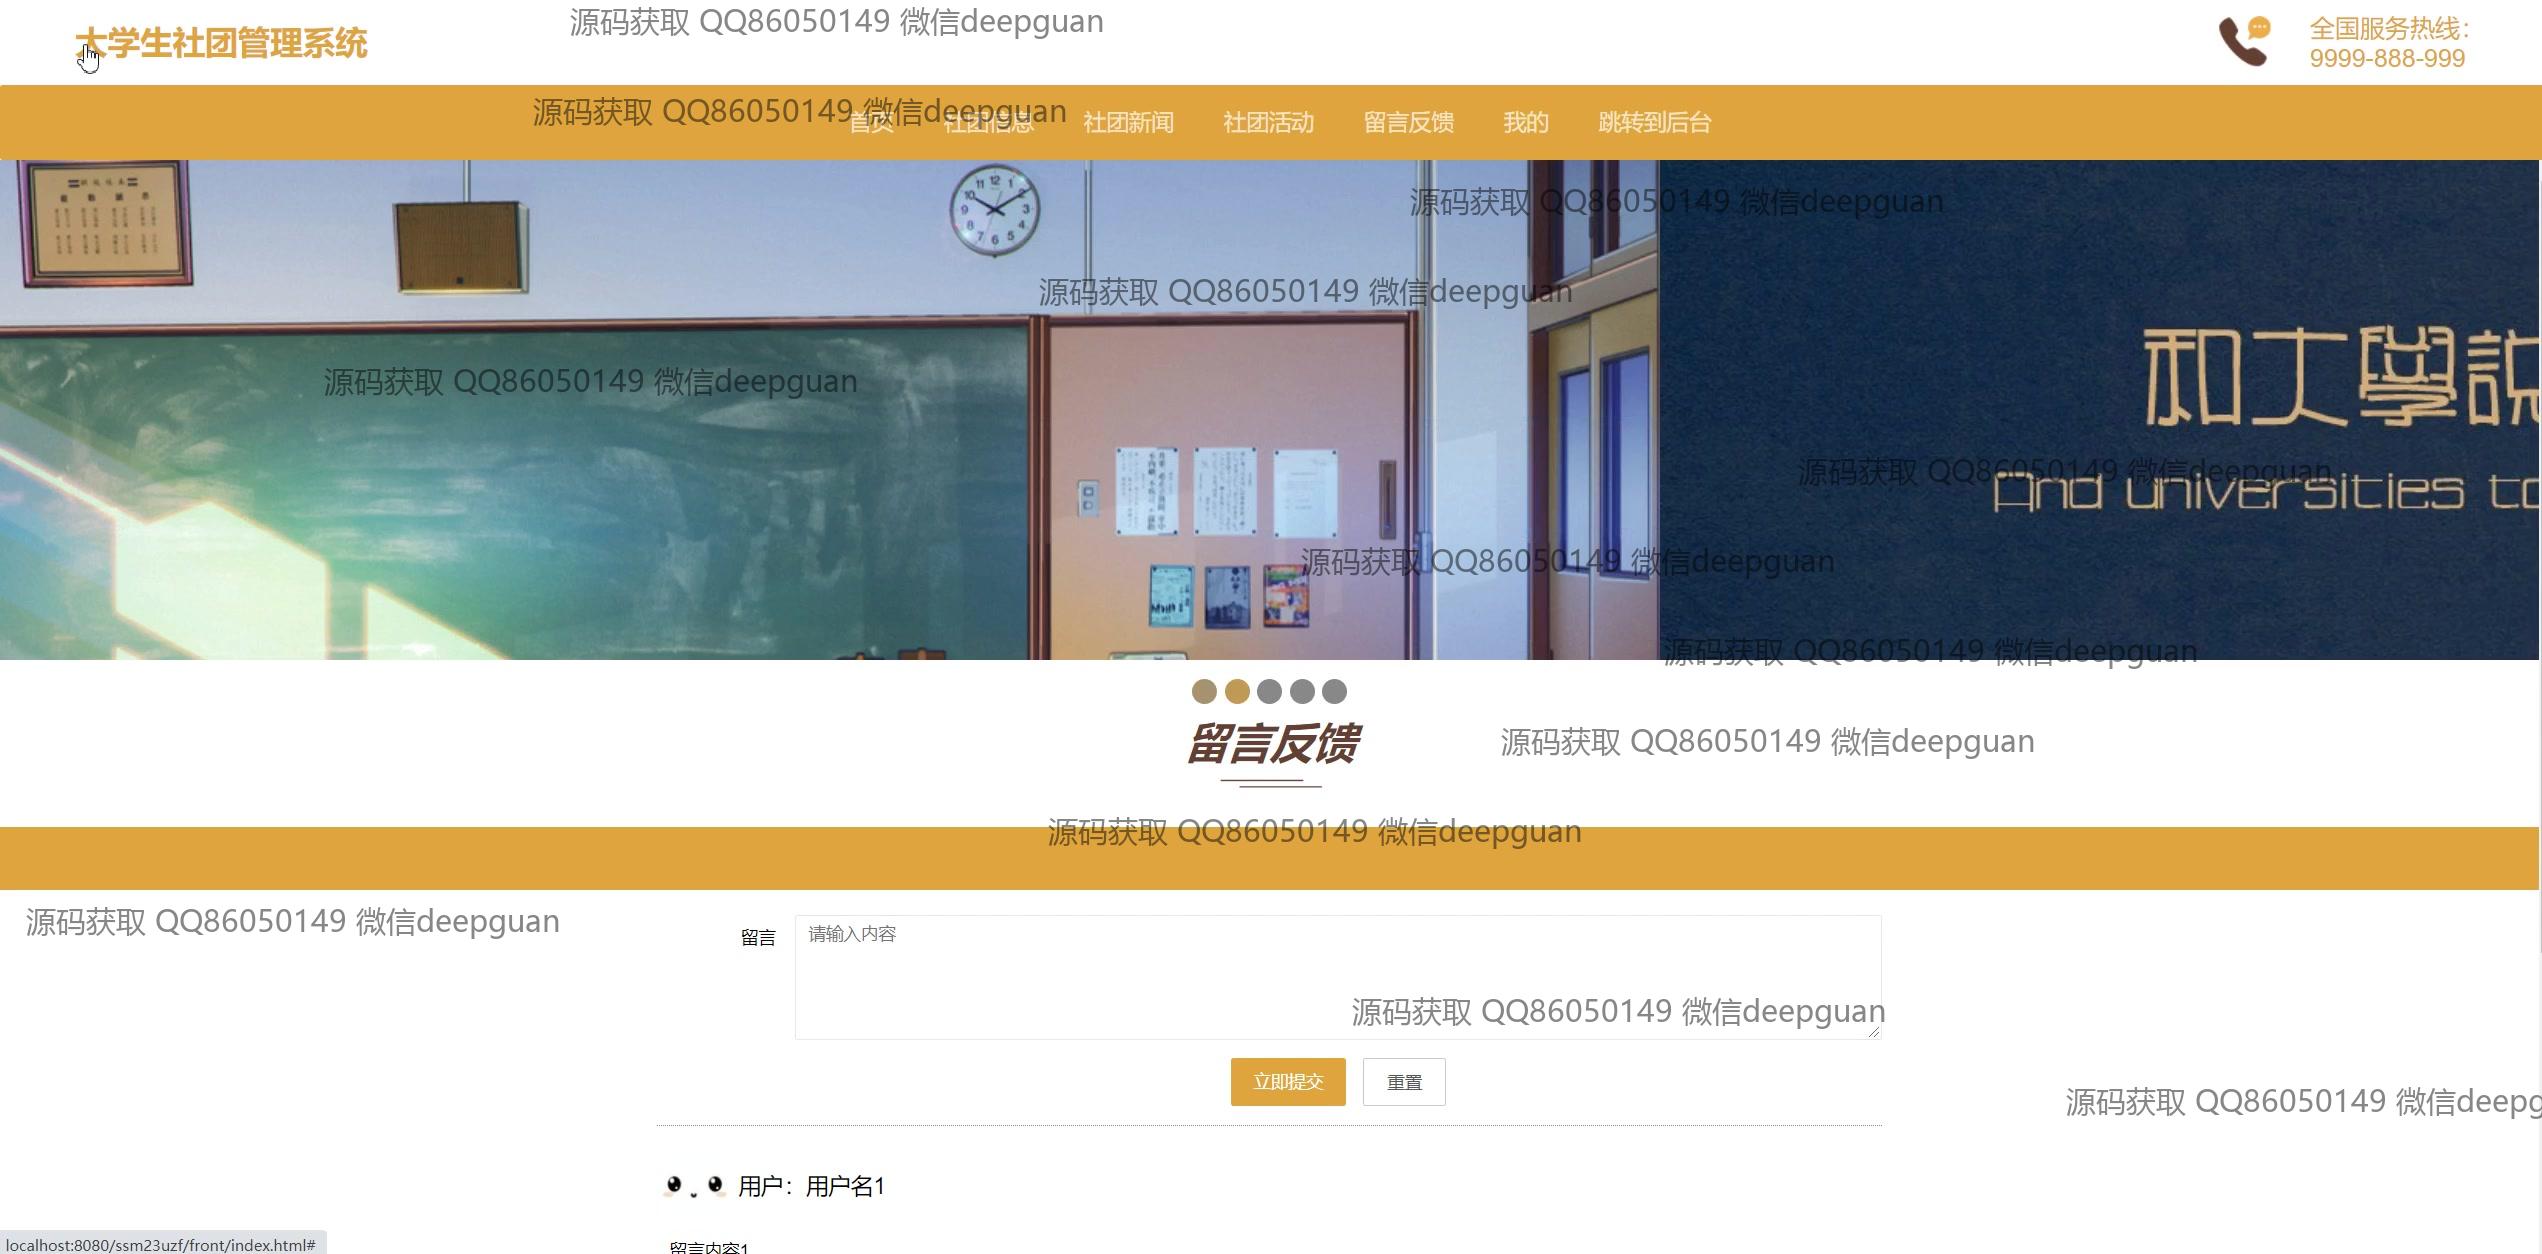 大学生社团管理系统
源码获取 QQ86050149 微信deepguan
全国服务热线：
9999-888-999
源码获取 QQ86050149 微信deepguan
首页 社团信息 社团新闻 社团活动 留言反馈 我的 跳转到后台
源码获取 QQ86050149 微信deepguan
11 12 1
10 2
9 3
8 4
7 6 5
源码获取 QQ86050149 微信deepguan
源码获取 QQ86050149 微信deepguan
和大學説
源码获取 QQ86050149 微信deepguan
And universities to
源码获取 QQ86050149 微信deepguan
源码获取 QQ86050149 微信deepguan
留言反馈
源码获取 QQ86050149 微信deepguan
源码获取 QQ86050149 微信deepguan
源码获取 QQ86050149 微信deepguan
留言 请输入内容
源码获取 QQ86050149 微信deepguan
立即提交 重置
源码获取 QQ86050149 微信deepg
用户：用户名1
留言内容1
localhost:8080/ssm23uzf/front/index.html#